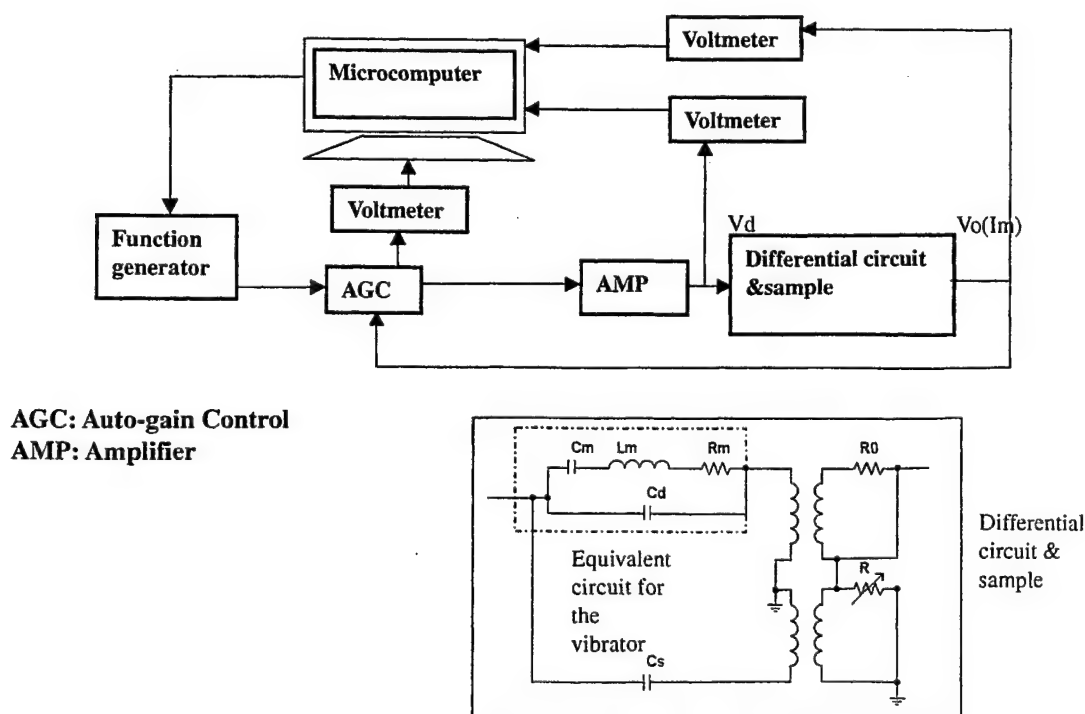 Voltmeter
Microcomputer
Voltmeter
Voltmeter
Vd
Vo(Im)
Function
generator
Differential circuit
&sample
AGC
AMP
AGC: Auto-gain Control
AMP: Amplifier
Cm
Lm
Rm
R0
Cd
Differential
circuit &
sample
Equivalent
circuit for
the
vibrator
R
Cs